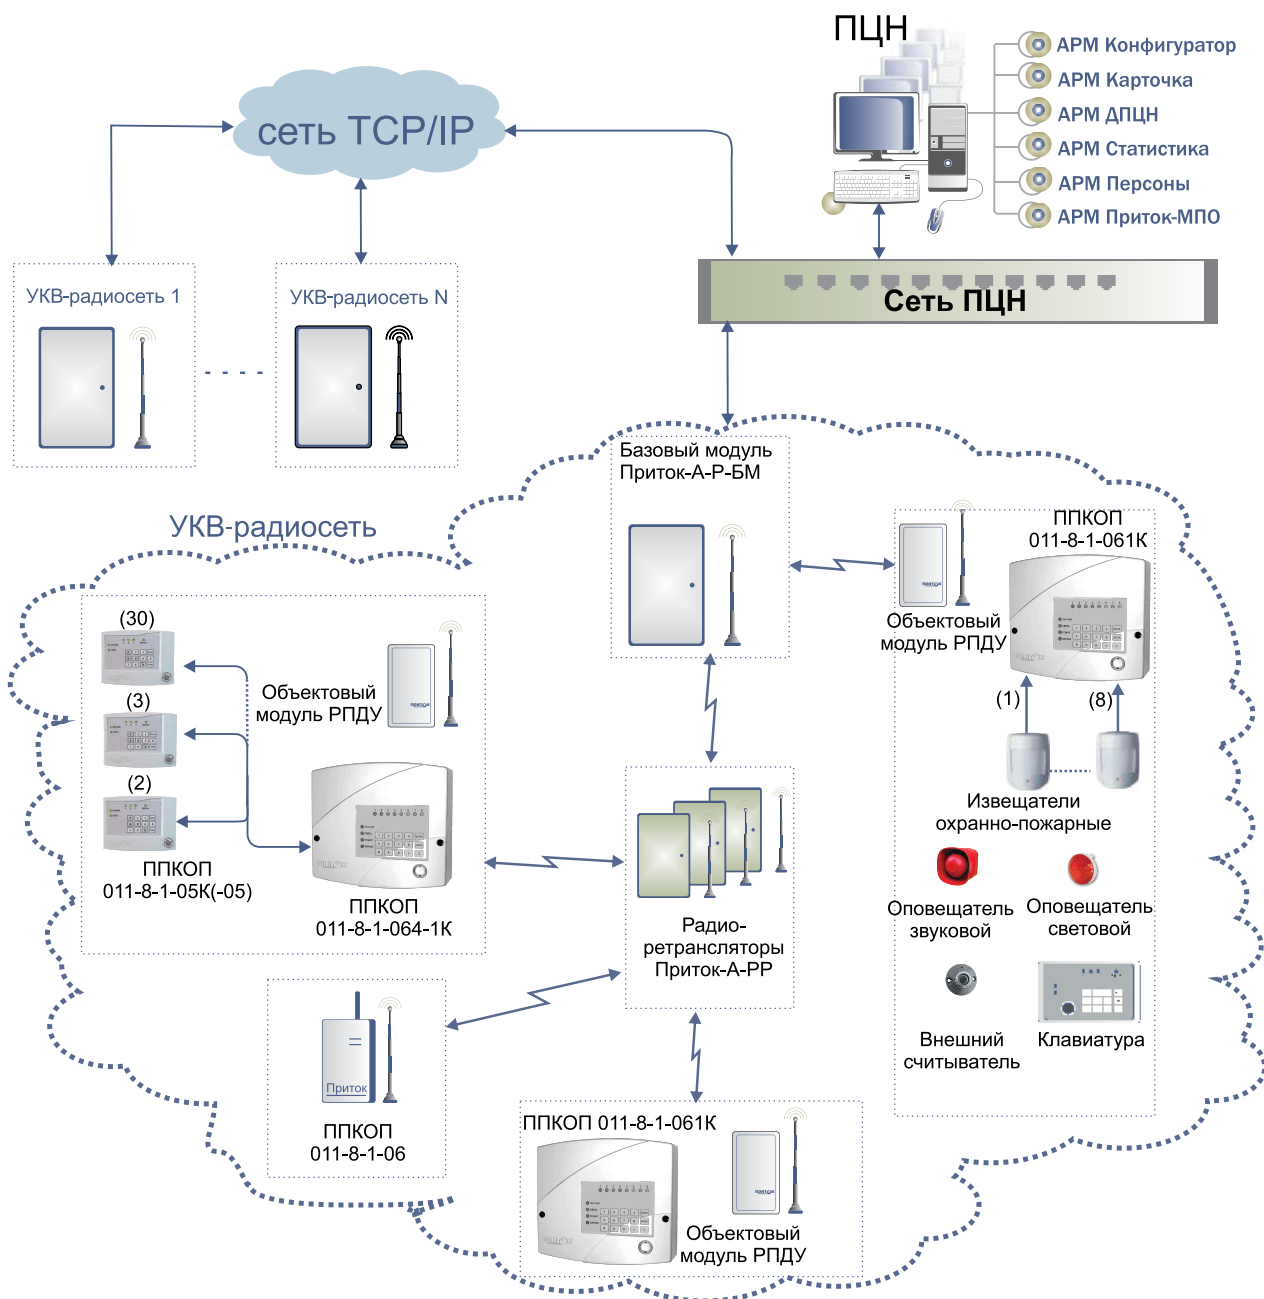 ПЦН
АРМ Конфигуратор
АРМ Карточка
АРМ ДПЦН
АРМ Статистика
АРМ Персоны
АРМ Приток-МПО
сеть TCP/IP
УКВ-радиосеть 1
УКВ-радиосеть N
Сеть ПЦН
Базовый модуль
Приток-А-Р-БМ
УКВ-радиосеть
(30)
(3)
(2)
Объектовый
модуль РПДУ
ППКОП
011-8-1-05К(-05)
ППКОП
011-8-1-064-1К
ППКОП
011-8-1-061К
Объектовый
модуль РПДУ
(1)
(8)
Извещатели
охранно-пожарные
Оповещатель
звуковой
Оповещатель
световой
Внешний
считыватель
Клавиатура
Радио-
ретрансляторы
Приток-А-РР
Приток
ППКОП
011-8-1-06
ППКОП 011-8-1-061К
Объектовый
модуль РПДУ